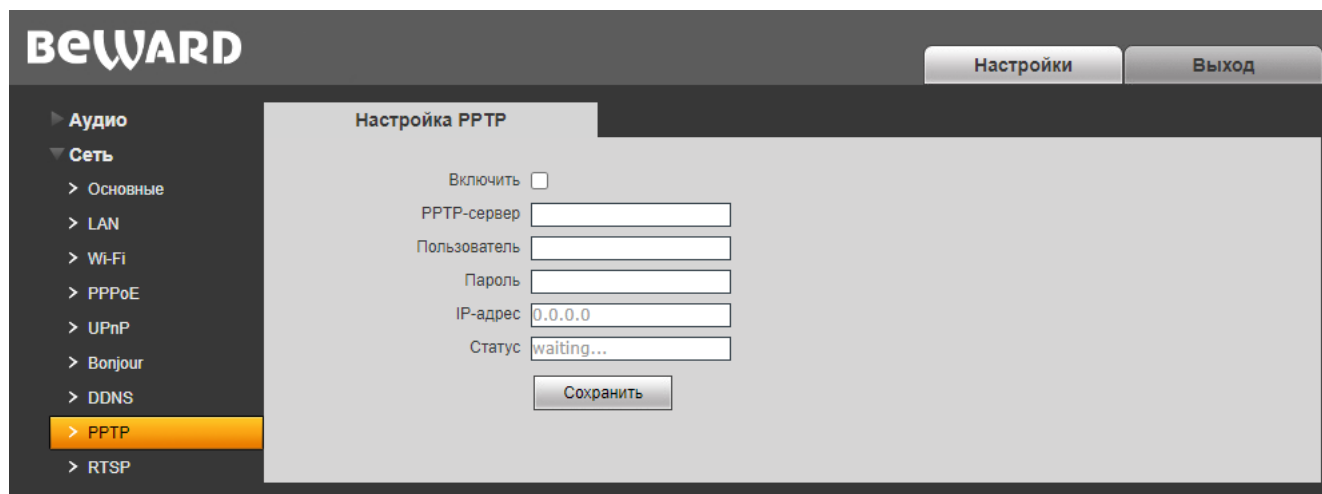 BEWARD
Настройки
Выход
Аудио
Сеть
> Основные
> LAN
> Wi-Fi
> PPPoE
> UPnP
> Bonjour
> DDNS
> PPTP
> RTSP
Настройка PPTP
Включить
PPTP-сервер
Пользователь
Пароль
IP-адрес 0.0.0.0
Статус waiting...
Сохранить